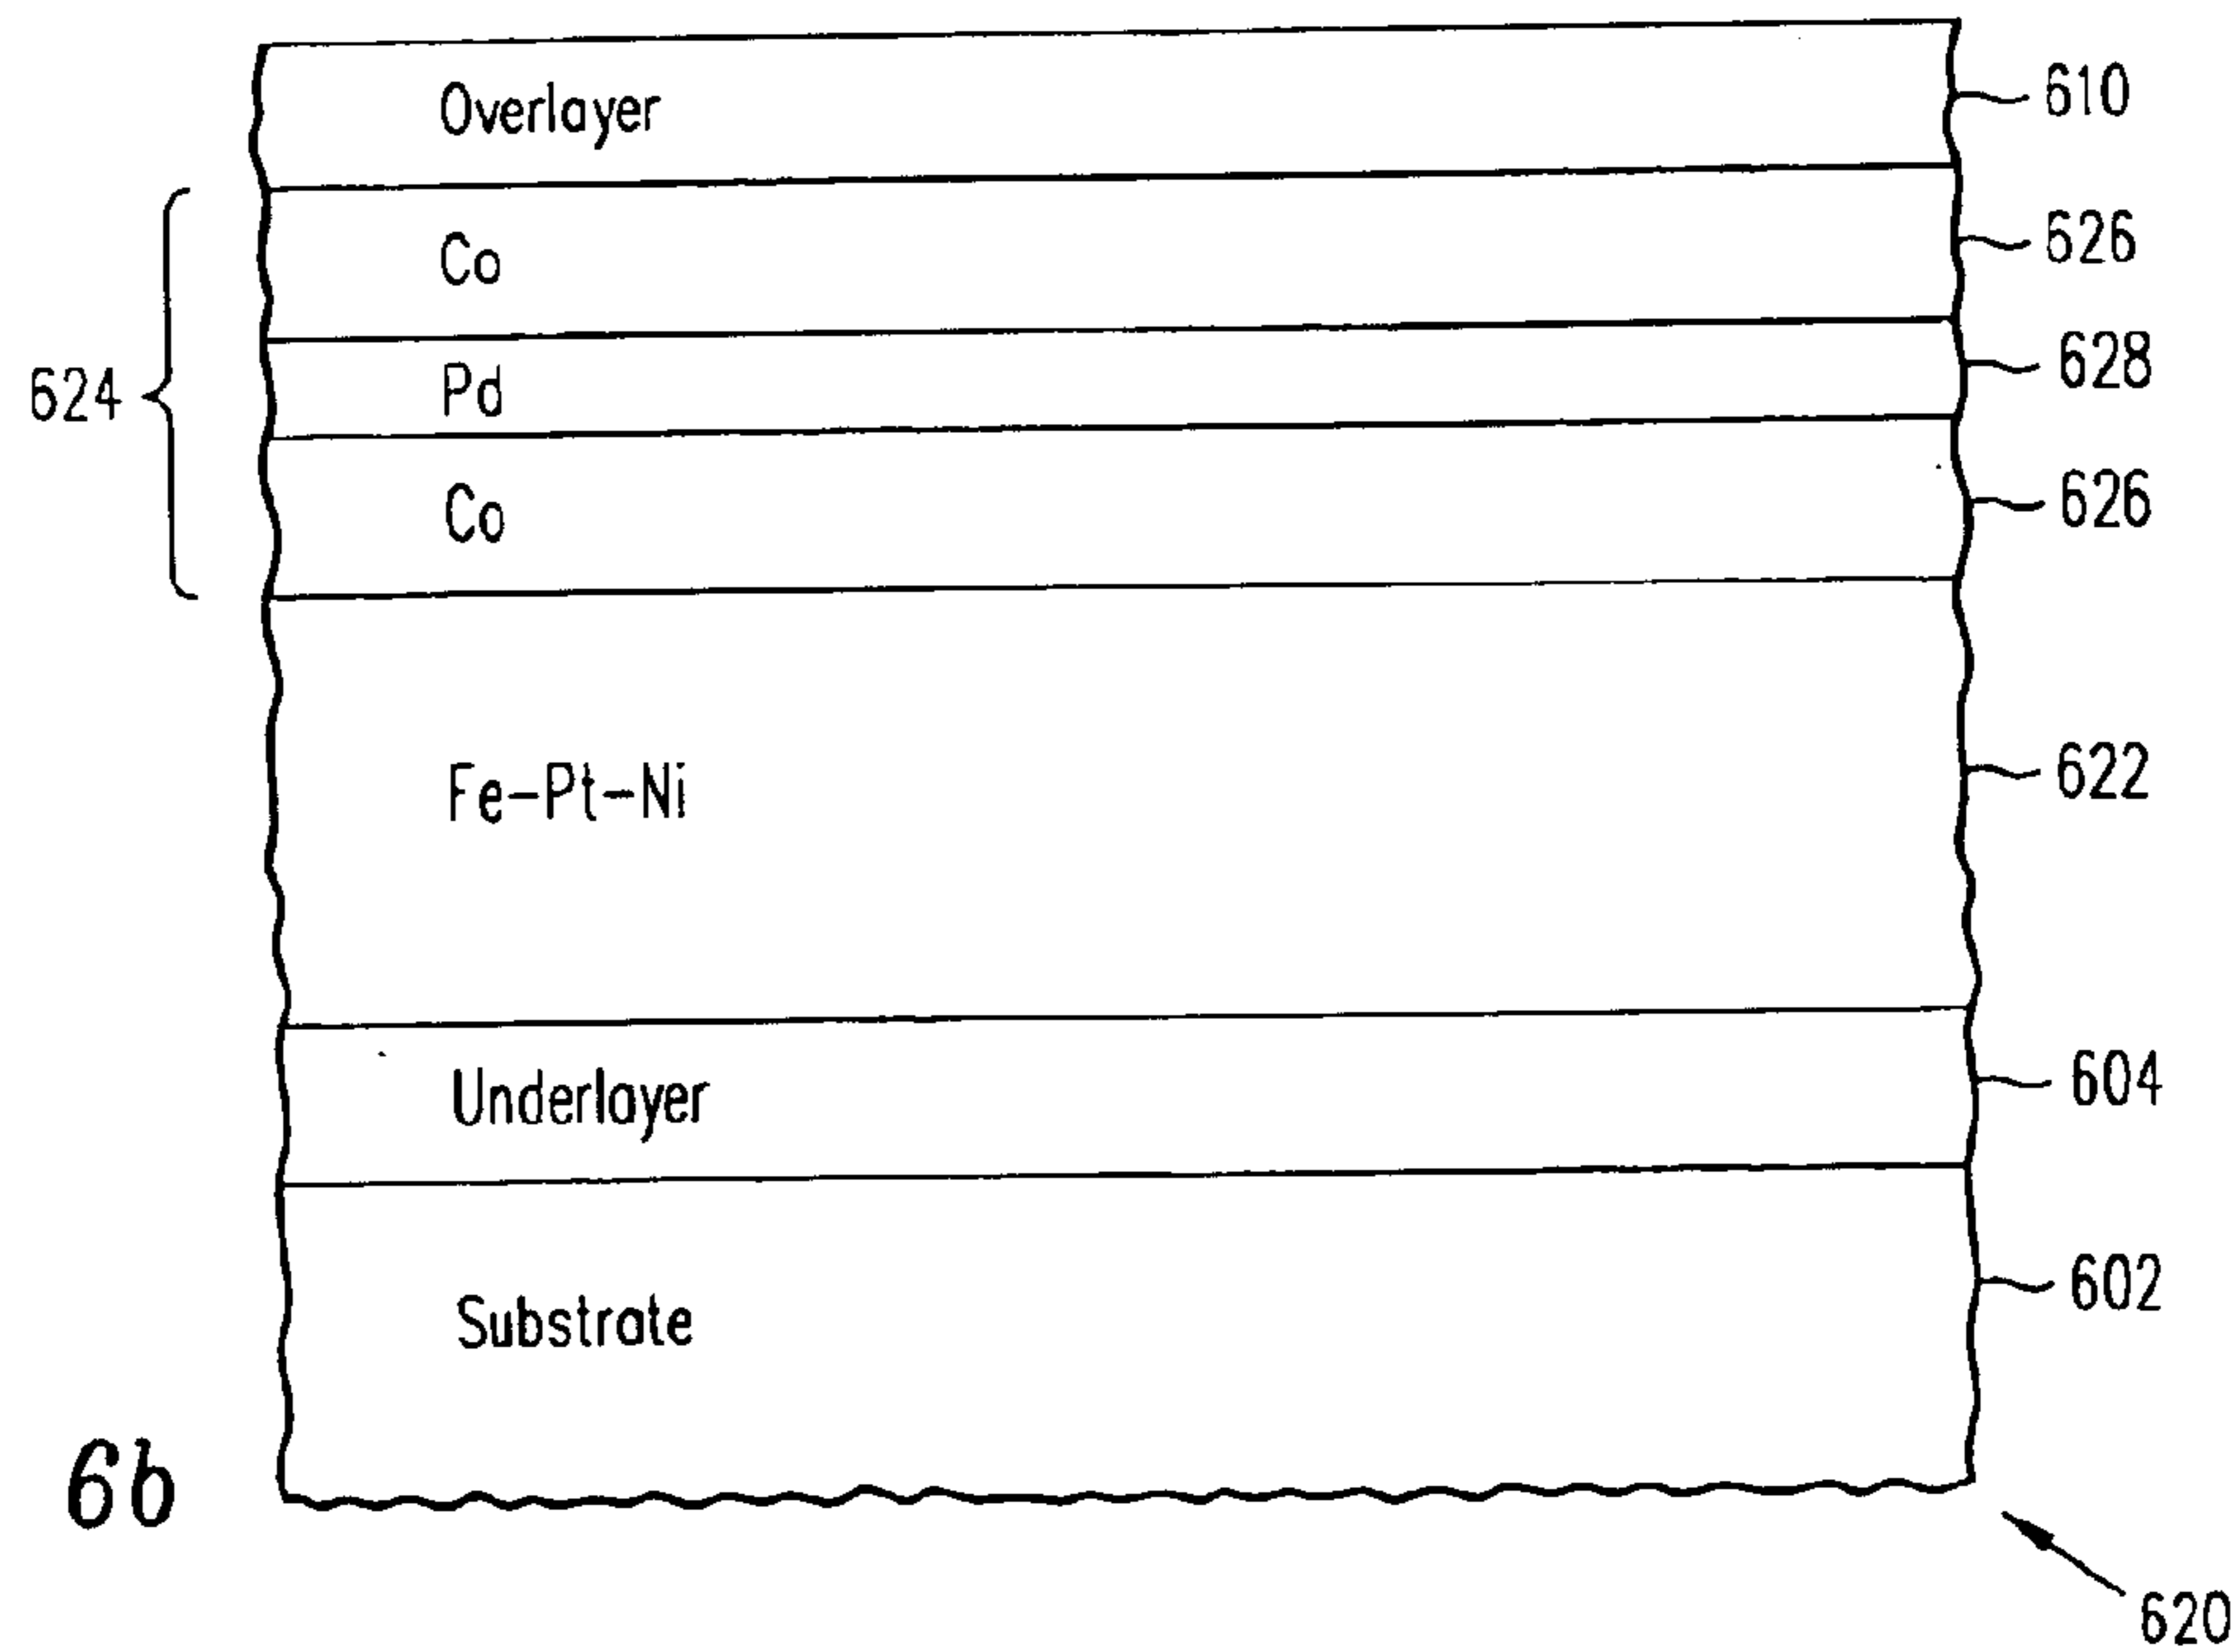 Overlayer 610
Co 626
624 Pd 628
Co 626
Fe-Pt-Ni 622
Underlayer 604
Substrate 602
6b
620